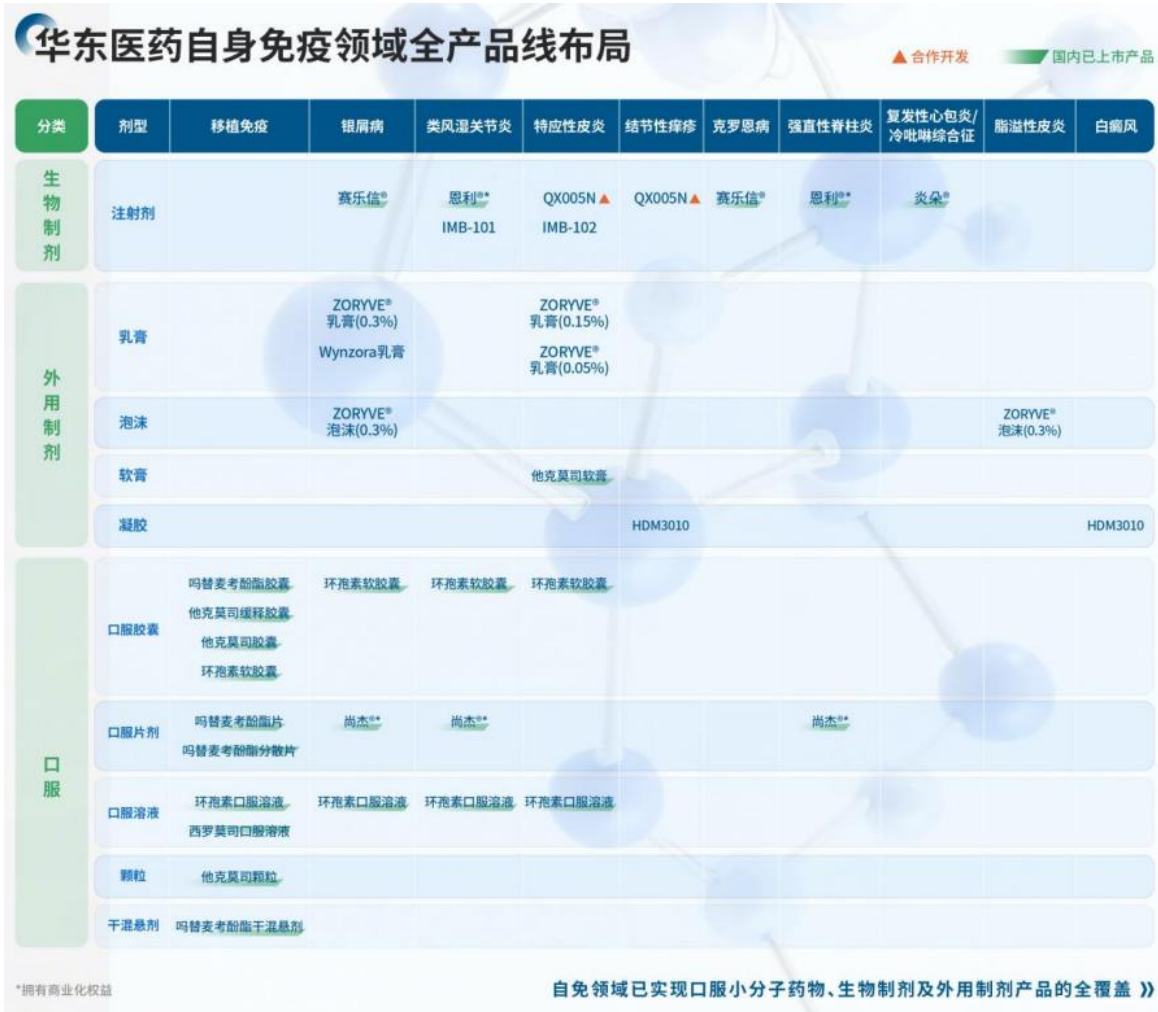 华东医药自身免疫领域全产品线布局
▲合作开发 国内已上市产品
分类 剂型 移植免疫 银屑病 类风湿关节炎 特应性皮炎 结节性痒疹 克罗恩病 强直性脊柱炎 复发性心包炎/ 脂溢性皮炎 白癜风
冷吡啉综合征
生物制剂
注射剂
赛乐信® 恩利®* QX005N▲ QX005N▲ 赛乐信® 恩利®* 炎朵®
IMB-101 IMB-102
外用制剂
乳膏
ZORYVE® ZORYVE®
乳膏(0.3%) 乳膏(0.15%)
Wynzora乳膏 ZORYVE®
乳膏(0.05%)
泡沫
ZORYVE® ZORYVE®
泡沫(0.3%) 泡沫(0.3%)
软膏 他克莫司软膏
凝胶 HDM3010 HDM3010
口服
口服胶囊
吗替麦考酚酯胶囊 环孢素软胶囊 环孢素软胶囊 环孢素软胶囊
他克莫司缓释胶囊
他克莫司胶囊
环孢素软胶囊
口服片剂
吗替麦考酚酯片 尚杰®* 尚杰®* 尚杰®*
吗替麦考酚酯分散片
口服溶液
环孢素口服溶液 环孢素口服溶液 环孢素口服溶液 环孢素口服溶液
西罗莫司口服溶液
颗粒 他克莫司颗粒
干混悬剂 吗替麦考酚酯干混悬剂
*拥有商业化权益
自免领域已实现口服小分子药物、生物制剂及外用制剂产品的全覆盖 》